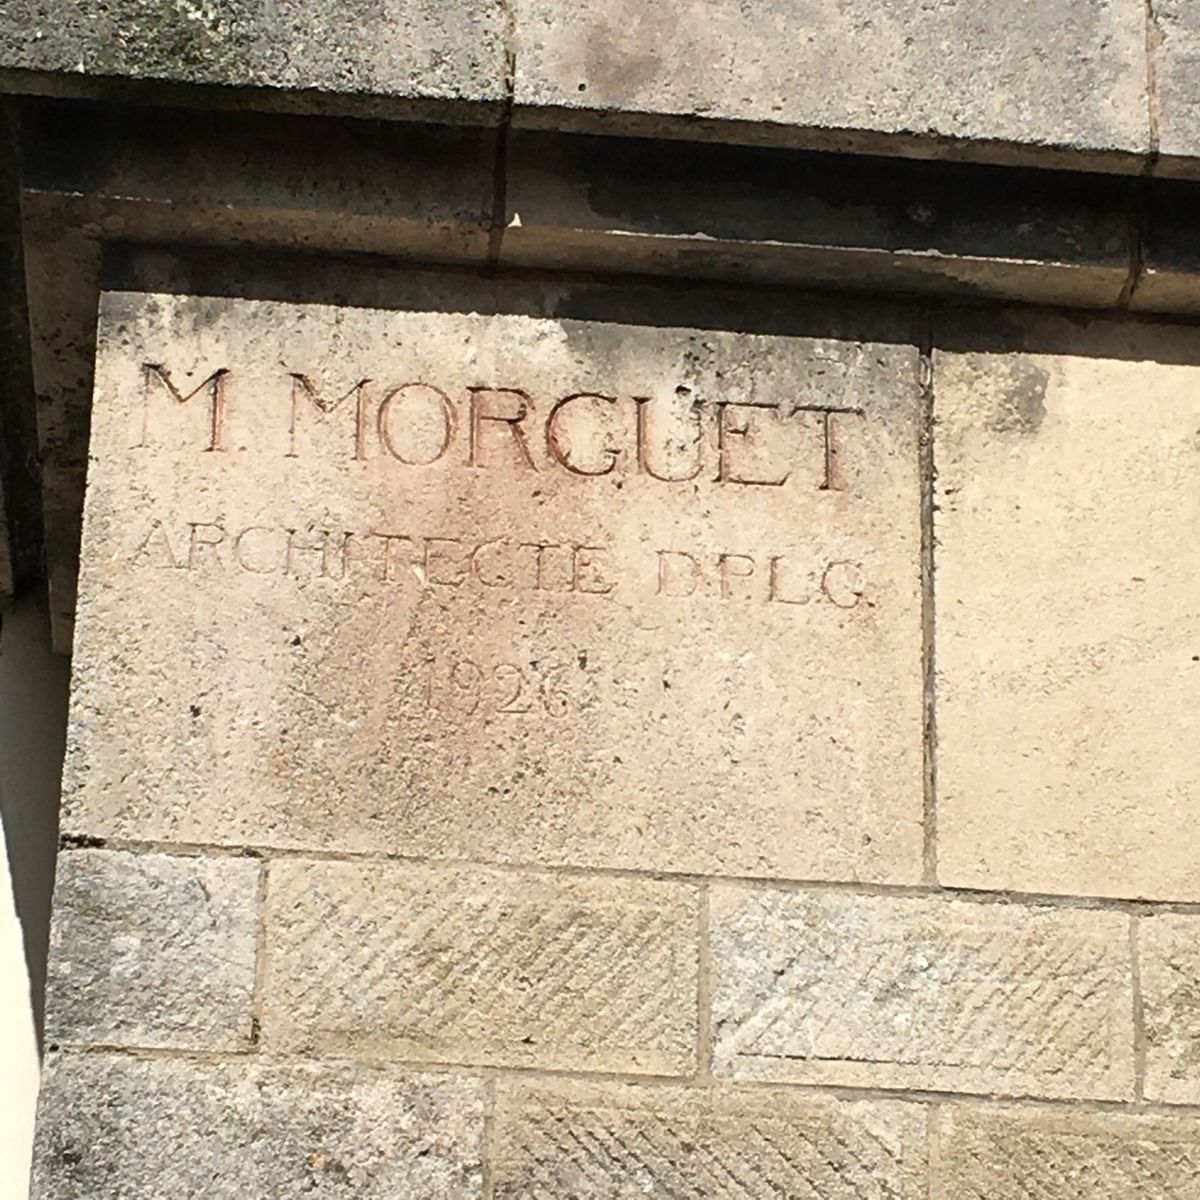 M. MORGUET
ARCHITECTE D.P.L.G.
1926